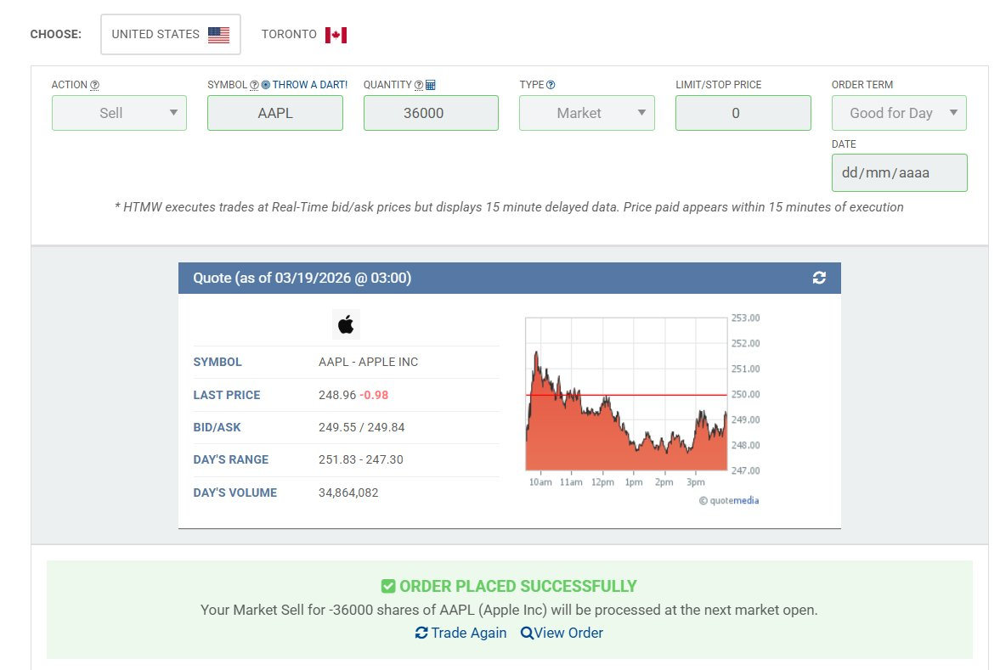 CHOOSE: UNITED STATES TORONTO
ACTION SYMBOL THROW A DART! QUANTITY TYPE LIMIT/STOP PRICE ORDER TERM
Sell AAPL 36000 Market 0 Good for Day
DATE
dd/mm/aaaa
* HTMW executes trades at Real-Time bid/ask prices but displays 15 minute delayed data. Price paid appears within 15 minutes of execution
Quote (as of 03/19/2026 @ 03:00)
SYMBOL AAPL - APPLE INC
LAST PRICE 248.96 -0.98
BID/ASK 249.55 / 249.84
DAY'S RANGE 251.83 - 247.30
DAY'S VOLUME 34,864,082
253.00
252.00
251.00
250.00
249.00
248.00
247.00
10am 11am 12pm 1pm 2pm 3pm
© quotemedia
ORDER PLACED SUCCESSFULLY
Your Market Sell for -36000 shares of AAPL (Apple Inc) will be processed at the next market open.
Trade Again View Order